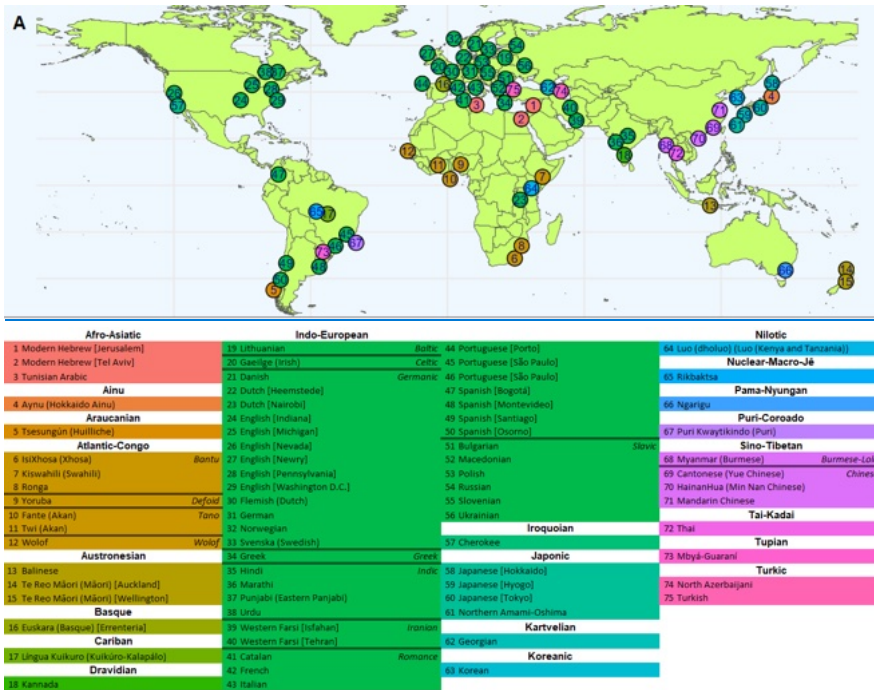 A
Afro-Asiatic
1 Modern Hebrew [Jerusalem]
2 Modern Hebrew [Tel Aviv]
3 Tunisian Arabic
Ainu
4 Aynu (Hokkaido Ainu)
Araucanian
5 Tsesungún (Huilliche)
Atlantic-Congo
6 IsiXhosa (Xhosa) Bantu
7 Kiswahili (Swahili)
8 Ronga
9 Yoruba Defoid
10 Fante (Akan) Tano
11 Twi (Akan)
12 Wolof Wolof
Austronesian
13 Balinese
14 Te Reo Māori (Māori) [Auckland]
15 Te Reo Māori (Māori) [Wellington]
Basque
16 Euskara (Basque) [Errenteria]
Cariban
17 Língua Kuikuro (Kuikúro-Kalapálo)
Dravidian
18 Kannada
Indo-European
19 Lithuanian Baltic
20 Gaeilge (Irish) Celtic
21 Danish Germanic
22 Dutch [Heemstede]
23 Dutch [Nairobi]
24 English [Indiana]
25 English [Michigan]
26 English [Nevada]
27 English [Newry]
28 English [Pennsylvania]
29 English [Washington D.C.]
30 Flemish (Dutch)
31 German
32 Norwegian
33 Svenska (Swedish)
34 Greek Greek
35 Hindi Indic
36 Marathi
37 Punjabi (Eastern Panjabi)
38 Urdu
39 Western Farsi [Isfahan] Iranian
40 Western Farsi [Tehran]
41 Catalan Romance
42 French
43 Italian
44 Portuguese [Porto]
45 Portuguese [São Paulo]
46 Portuguese [São Paulo]
47 Spanish [Bogotá]
48 Spanish [Montevideo]
49 Spanish [Santiago]
50 Spanish [Osorno]
51 Bulgarian Slavic
52 Macedonian
53 Polish
54 Russian
55 Slovenian
56 Ukrainian
Iroquoian
57 Cherokee
Japonic
58 Japanese [Hokkaido]
59 Japanese [Hyogo]
60 Japanese [Tokyo]
61 Northern Amami-Oshima
Kartvelian
62 Georgian
Koreanic
63 Korean
Nilotic
64 Luo (dholuo) (Luo (Kenya and Tanzania))
Nuclear-Macro-Jê
65 Rikbaktsa
Pama-Nyungan
66 Ngarigu
Puri-Coroado
67 Puri Kwaytikindo (Puri)
Sino-Tibetan
68 Myanmar (Burmese) Burmese-Lol
69 Cantonese (Yue Chinese) Chines
70 HainanHua (Min Nan Chinese)
71 Mandarin Chinese
Tai-Kadai
72 Thai
Tupian
73 Mbyá-Guaraní
Turkic
74 North Azerbaijani
75 Turkish